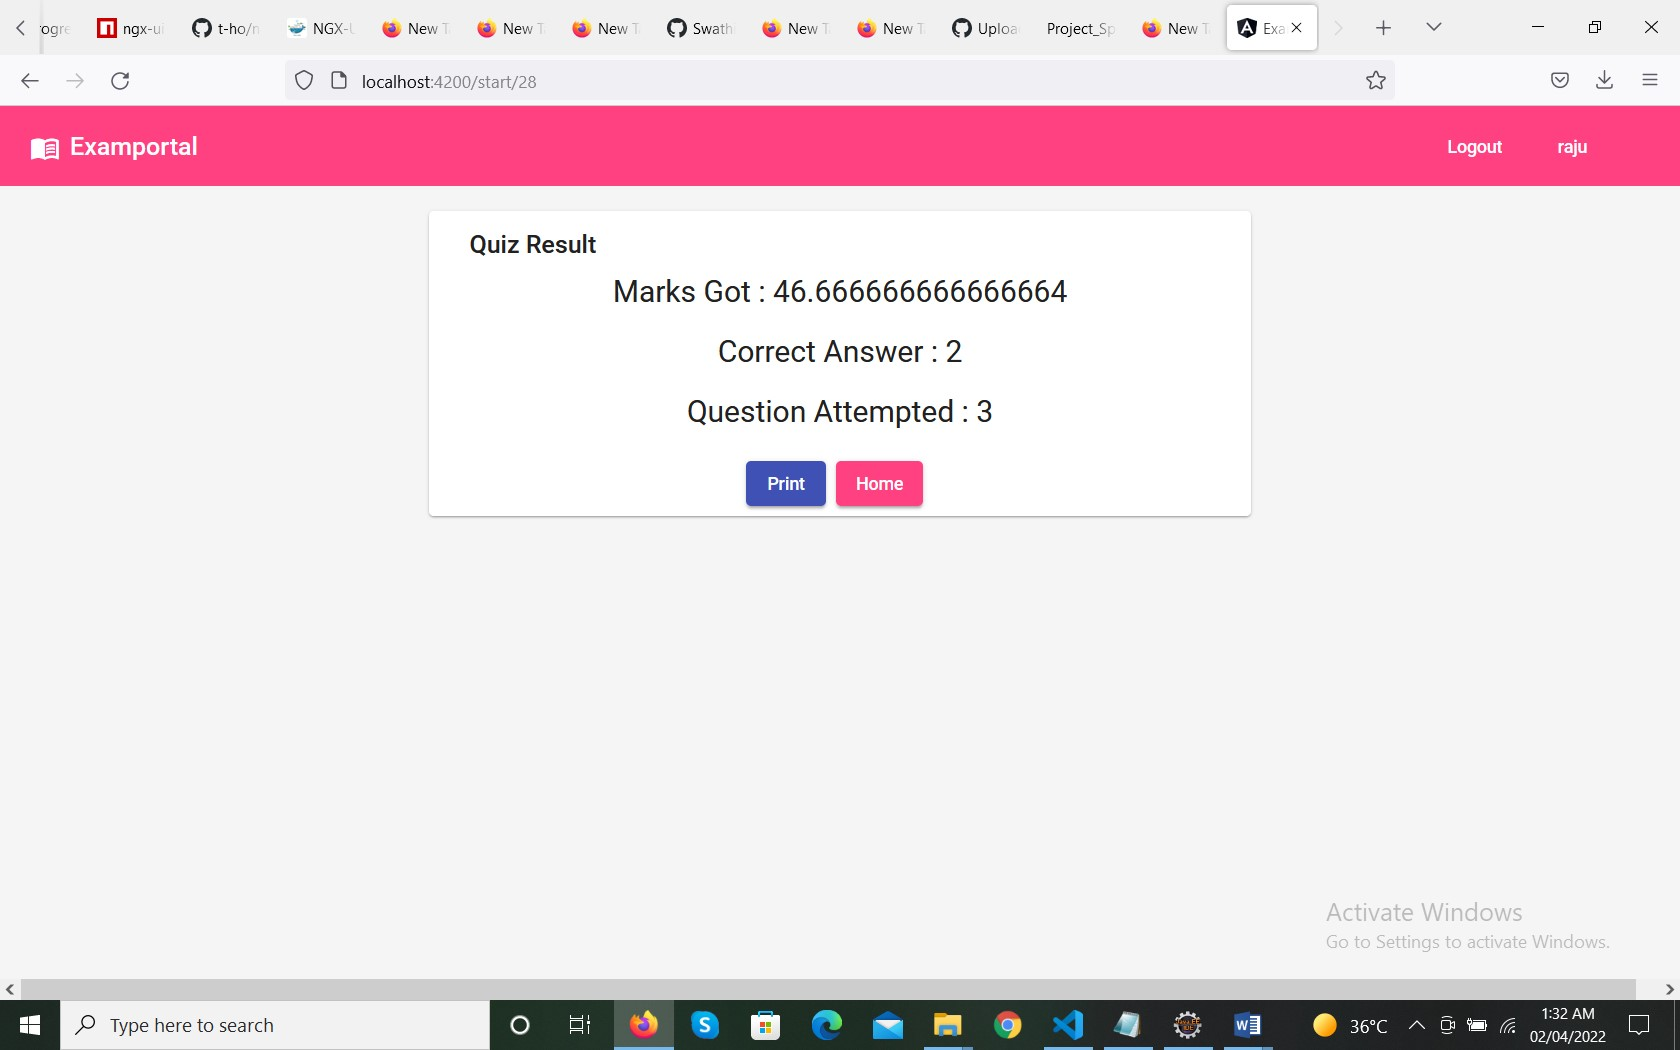 ogre ngx-ui t-ho/n NGX-L New T New T New T Swath New T New T Uploa Project_Sp New T Exa
localhost:4200/start/28
Examportal Logout raju
Quiz Result
Marks Got : 46.666666666666664
Correct Answer : 2
Question Attempted : 3
Print Home
Activate Windows
Go to Settings to activate Windows.
Type here to search 36°C 1:32 AM
02/04/2022